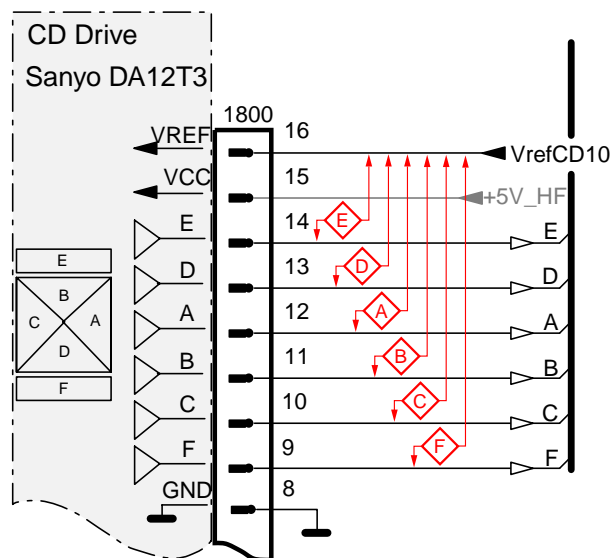 CD Drive
Sanyo DA12T3
1800
VREF 16 VrefCD10
VCC 15 +5V_HF
E 14 E E
D 13 D D
A 12 A A
B 11 B B
C 10 C C
F 9 F F
GND 8
E
B
C A
D
F